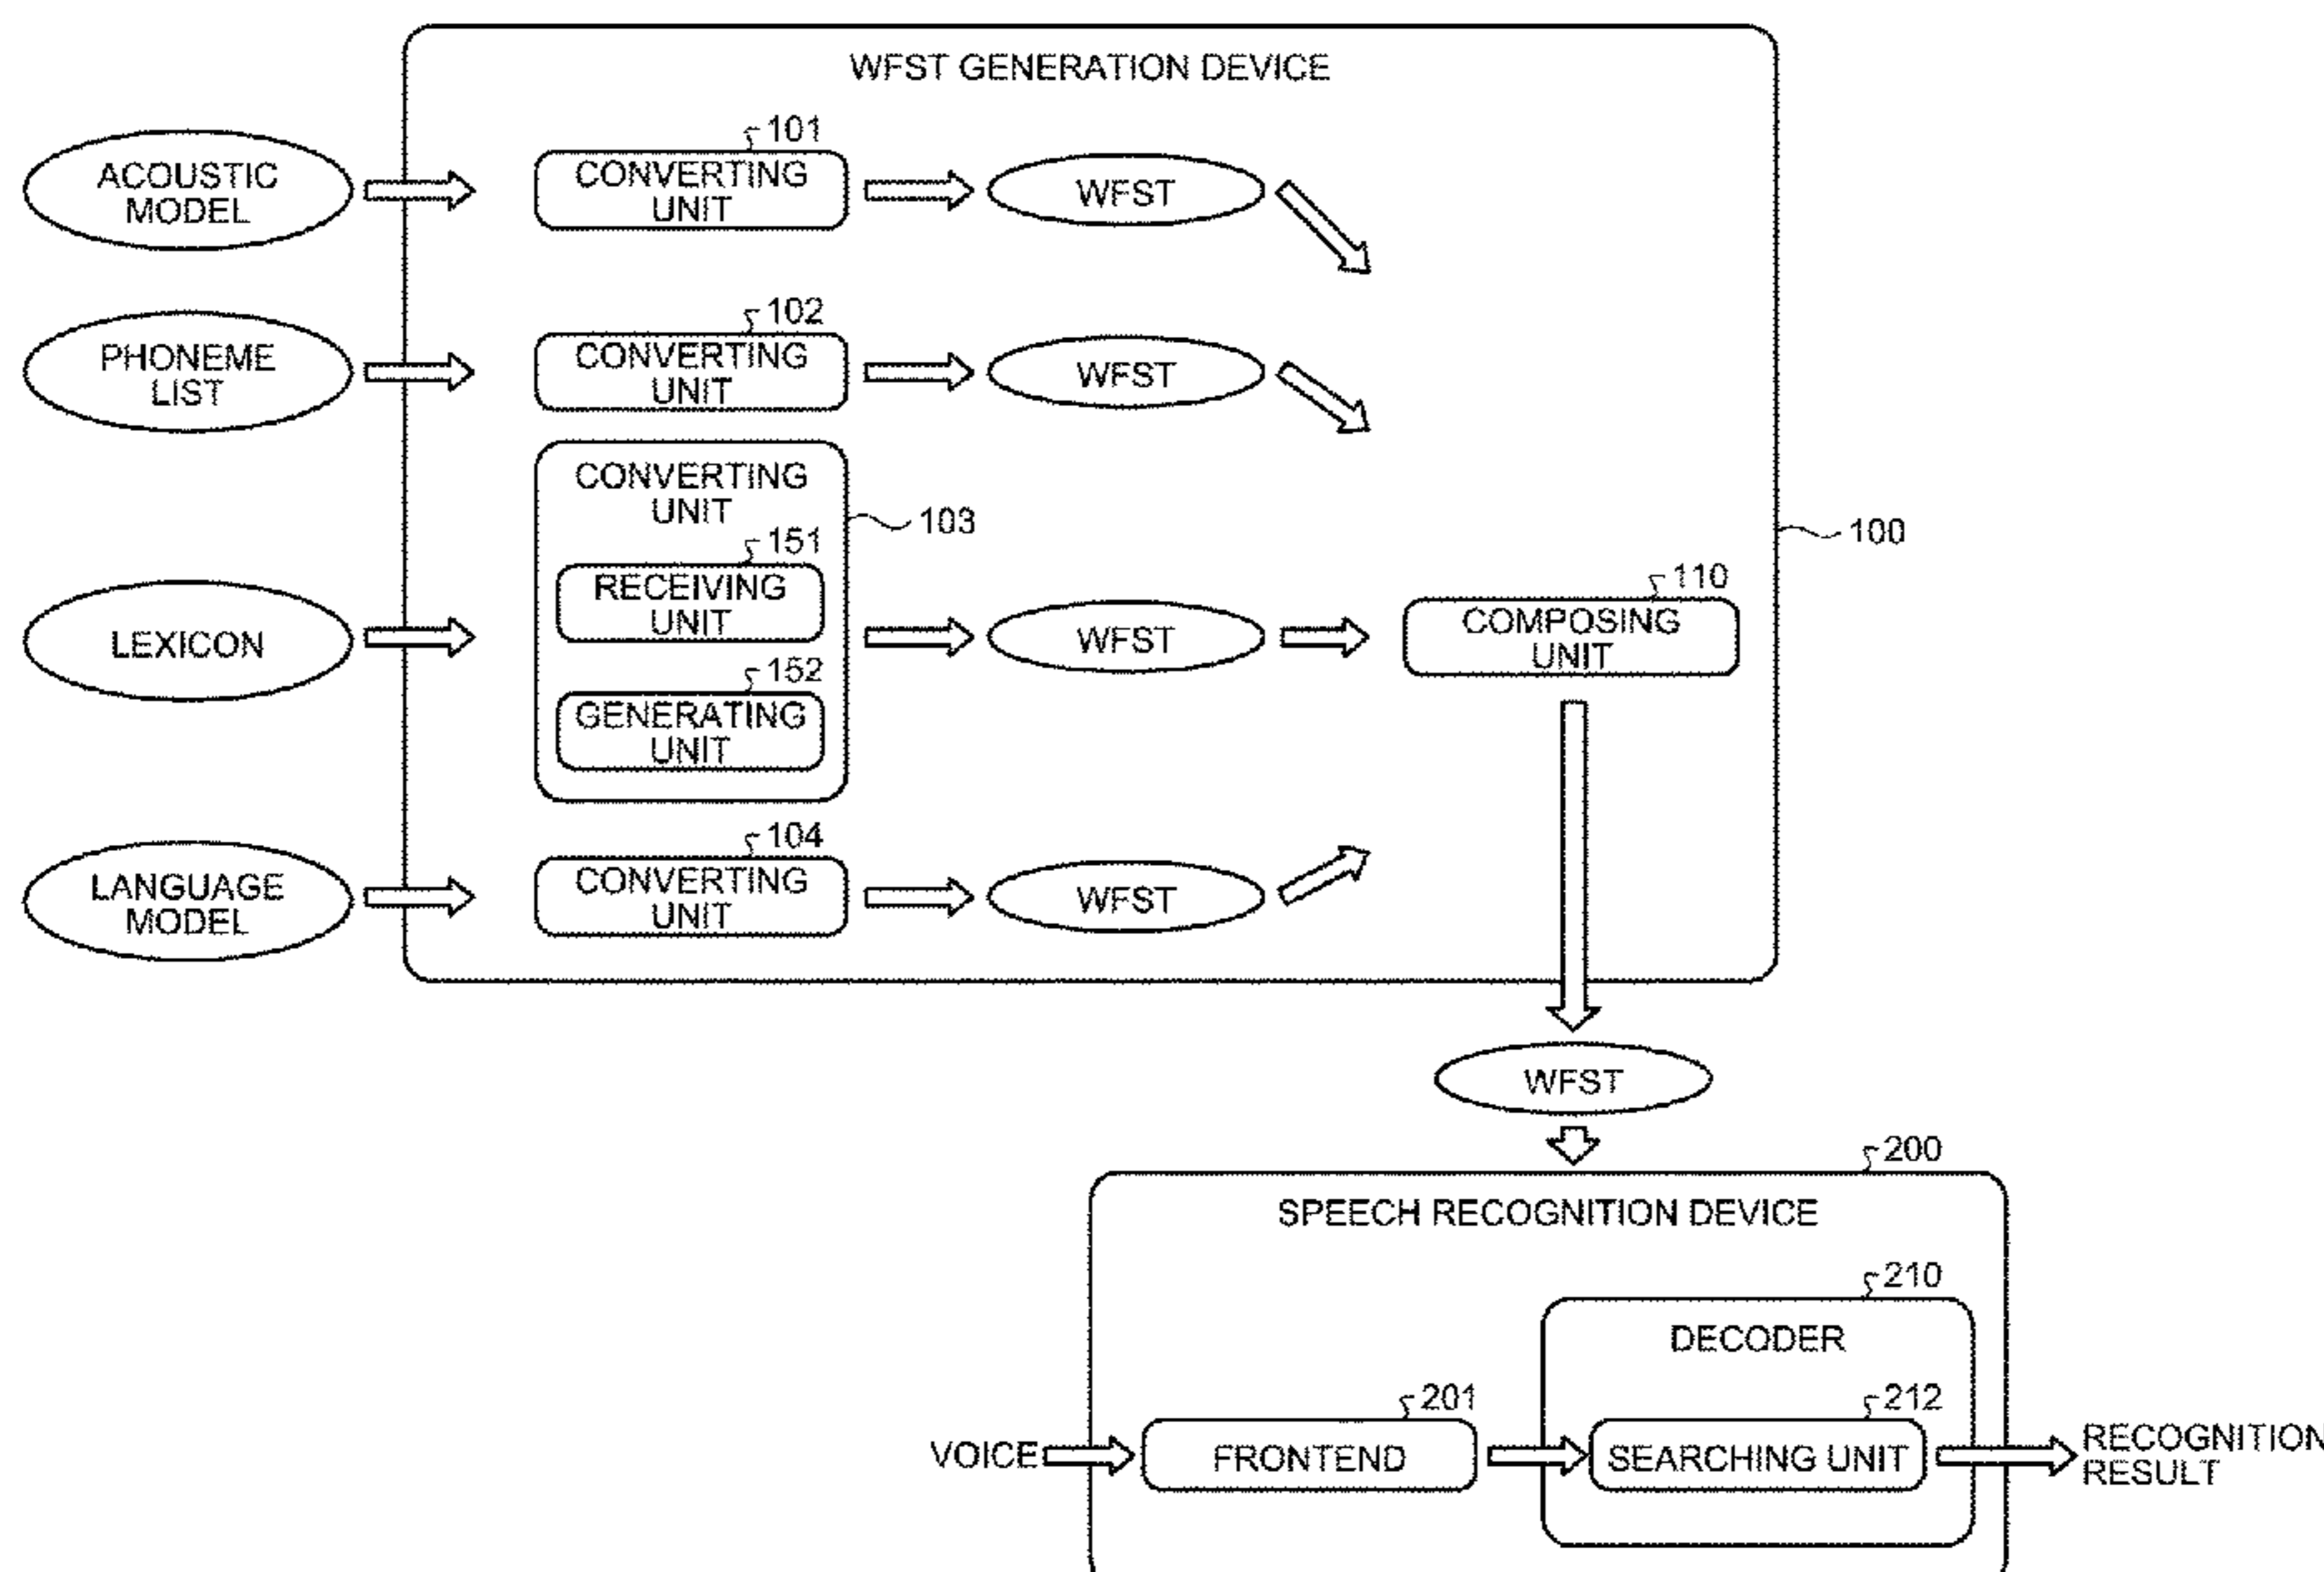 WFST GENERATION DEVICE
101
ACOUSTIC
MODEL
CONVERTING
UNIT
WFST
102
PHONEME
LIST
CONVERTING
UNIT
WFST
CONVERTING
UNIT
103
100
151
RECEIVING
UNIT
LEXICON
WFST
110
COMPOSING
UNIT
152
GENERATING
UNIT
104
LANGUAGE
MODEL
CONVERTING
UNIT
WFST
WFST
200
SPEECH RECOGNITION DEVICE
210
DECODER
201
212
VOICE
FRONTEND
SEARCHING UNIT
RECOGNITION
RESULT